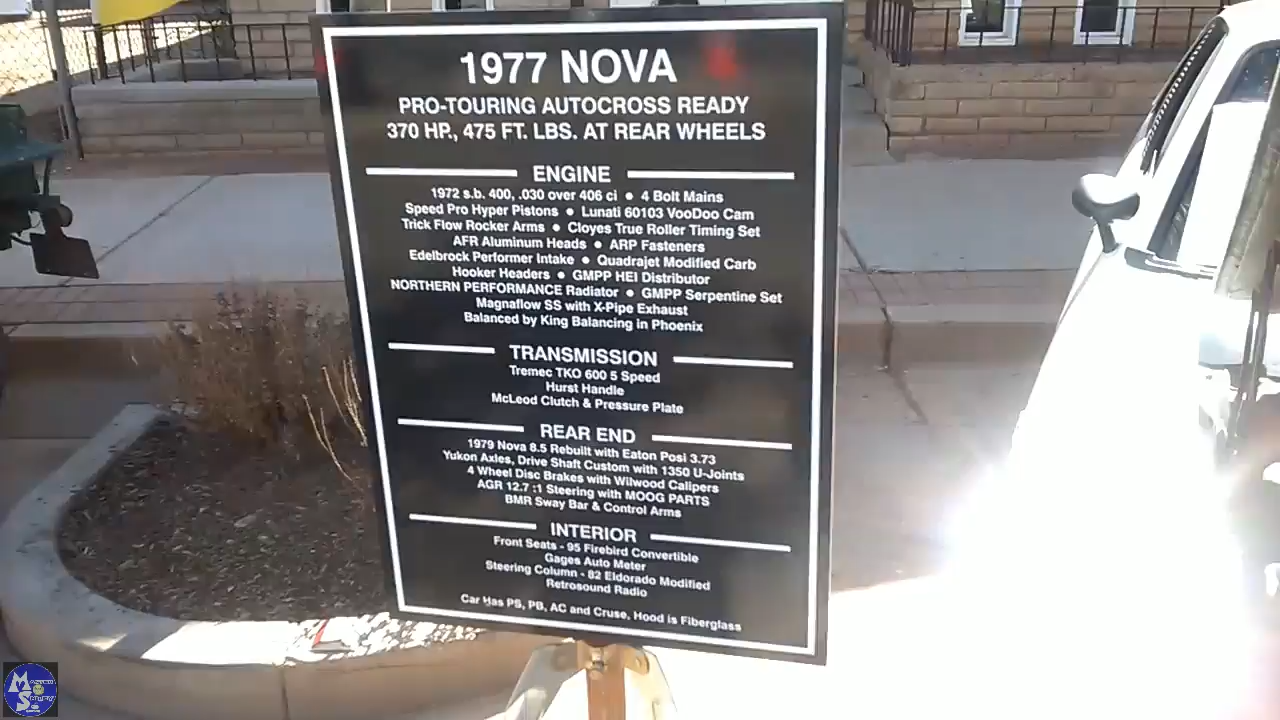 1977 NOVA
PRO-TOURING AUTOCROSS READY
370 HP., 475 FT. LBS. AT REAR WHEELS
ENGINE
1972 s.b. 400, .030 over 406 ci • 4 Bolt Mains
Speed Pro Hyper Pistons • Lunati 60103 VooDoo Cam
Trick Flow Rocker Arms • Cloyes True Roller Timing Set
AFR Aluminum Heads • ARP Fasteners
Edelbrock Performer Intake • Quadrajet Modified Carb
Hooker Headers • GMPP HEI Distributor
NORTHERN PERFORMANCE Radiator • GMPP Serpentine Set
Magnaflow SS with X-Pipe Exhaust
Balanced by King Balancing in Phoenix
TRANSMISSION
Tremec TKO 600 5 Speed
Hurst Handle
McLeod Clutch & Pressure Plate
REAR END
1979 Nova 8.5 Rebuilt with Eaton Posi 3.73
Yukon Axles, Drive Shaft Custom with 1350 U-Joints
4 Wheel Disc Brakes with Wilwood Calipers
AGR 12.7 :1 Steering with MOOG PARTS
BMR Sway Bar & Control Arms
INTERIOR
Front Seats - 95 Firebird Convertible
Gages Auto Meter
Steering Column - 82 Eldorado Modified
Retrosound Radio
Car Has PS, PB, AC and Cruse, Hood is Fiberglass